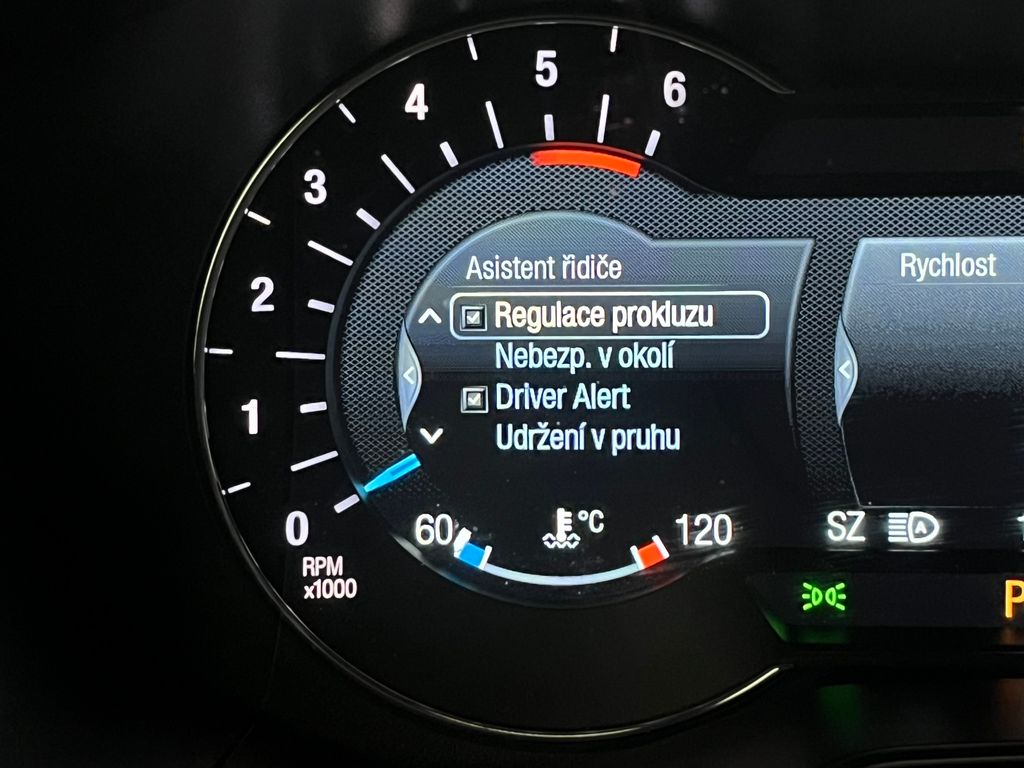 6
5
4
3
2
1
0
RPM
x1000
Asistent řidiče
Regulace prokluzu
Nebezp. v okolí
Driver Alert
Udržení v pruhu
60
°C
120
Rychlost
SZ
A
P